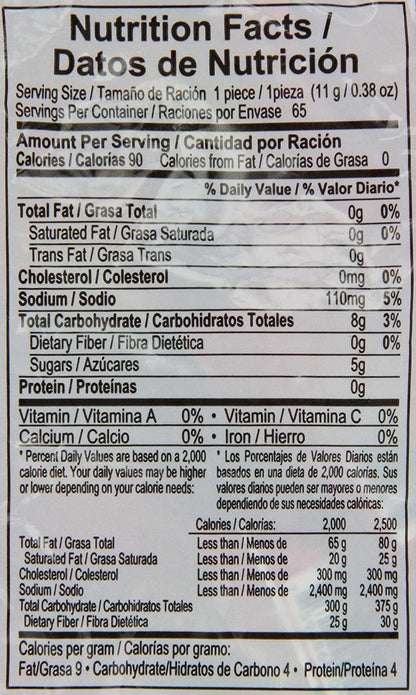 Nutrition Facts /
Datos de Nutrición
Serving Size / Tamaño de Ración 1 piece / 1pieza (11 g / 0.38 oz)
Servings Per Container / Raciones por Envase 65
Amount Per Serving / Cantidad por Ración
Calories / Calorías 90 Calories from Fat / Calorías de Grasa 0
% Daily Value / % Valor Diario*
Total Fat / Grasa Total 0g 0%
Saturated Fat / Grasa Saturada 0g 0%
Trans Fat / Grasa Trans 0g
Cholesterol / Colesterol 0mg 0%
Sodium / Sodio 110mg 5%
Total Carbohydrate / Carbohidratos Totales 8g 3%
Dietary Fiber / Fibra Dietética 0g 0%
Sugars / Azúcares 5g
Protein / Proteínas 0g
Vitamin / Vitamina A 0% • Vitamin / Vitamina C 0%
Calcium / Calcio 0% • Iron / Hierro 0%
* Percent Daily Values are based on a 2,000
calorie diet. Your daily values may be higher
or lower depending on your calorie needs:
* Los Porcentajes de Valores Diarios están
basados en una dieta de 2,000 calorías. Sus
valores diarios pueden ser mayores o menores
dependiendo de sus necesidades calóricas:
Calories / Calorías: 2,000 2,500
Total Fat / Grasa Total Less than / Menos de 65 g 80 g
Saturated Fat / Grasa Saturada Less than / Menos de 20 g 25 g
Cholesterol / Colesterol Less than / Menos de 300 mg 300 mg
Sodium / Sodio Less than / Menos de 2,400 mg 2,400 mg
Total Carbohydrate / Carbohidratos Totales 300 g 375 g
Dietary Fiber / Fibra Dietética 25 g 30 g
Calories per gram / Calorías por gramo:
Fat/Grasa 9 • Carbohydrate/Hidratos de Carbono 4 • Protein/Proteína 4